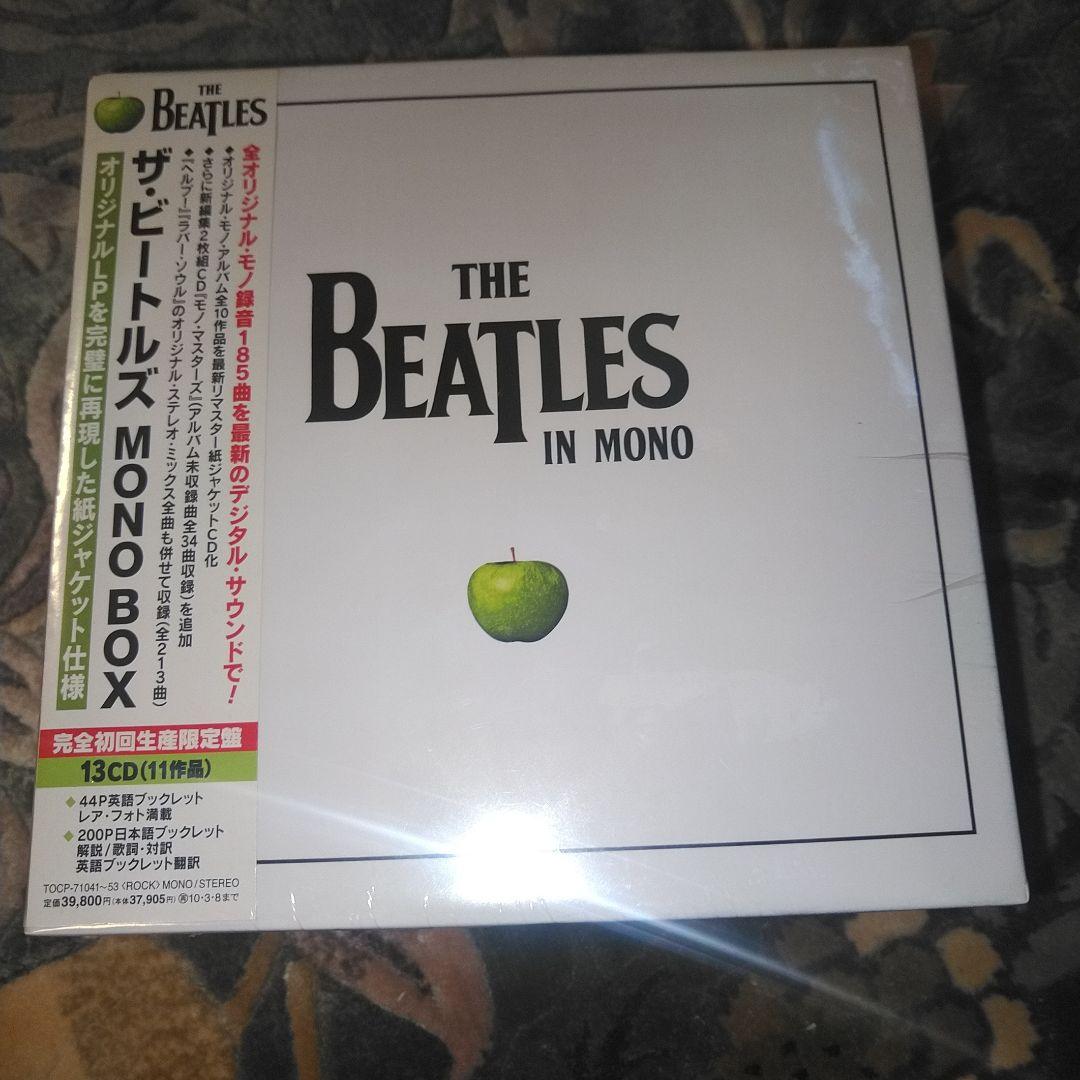 THE
BEATLES
全オリジナル・モノ録音185曲を最新のデジタル・サウンドで!
◆オリジナル・モノ・アルバム全10作品を最新リマスター紙ジャケットCD化
◆さらに新編集2枚組CD『モノ・マスターズ』(アルバム未収録曲全34曲収録)を追加
◆『ヘルプ!』『ラバー・ソウル』のオリジナル・ステレオ・ミックス全曲も併せて収録(全213曲)
ザ・ビートルズ MONO BOX
オリジナルLPを完璧に再現した紙ジャケット仕様
完全初回生産限定盤
13CD(11作品)
◆44P英語ブックレット
レア・フォト満載
◆200P日本語ブックレット
解説/歌詞・対訳
英語ブックレット翻訳
TOCP-71041~53〈ROCK〉MONO/STEREO
定価39,800円(本体37,905円)Ⓡ10・3・8まで
THE
BEATLES
IN MONO